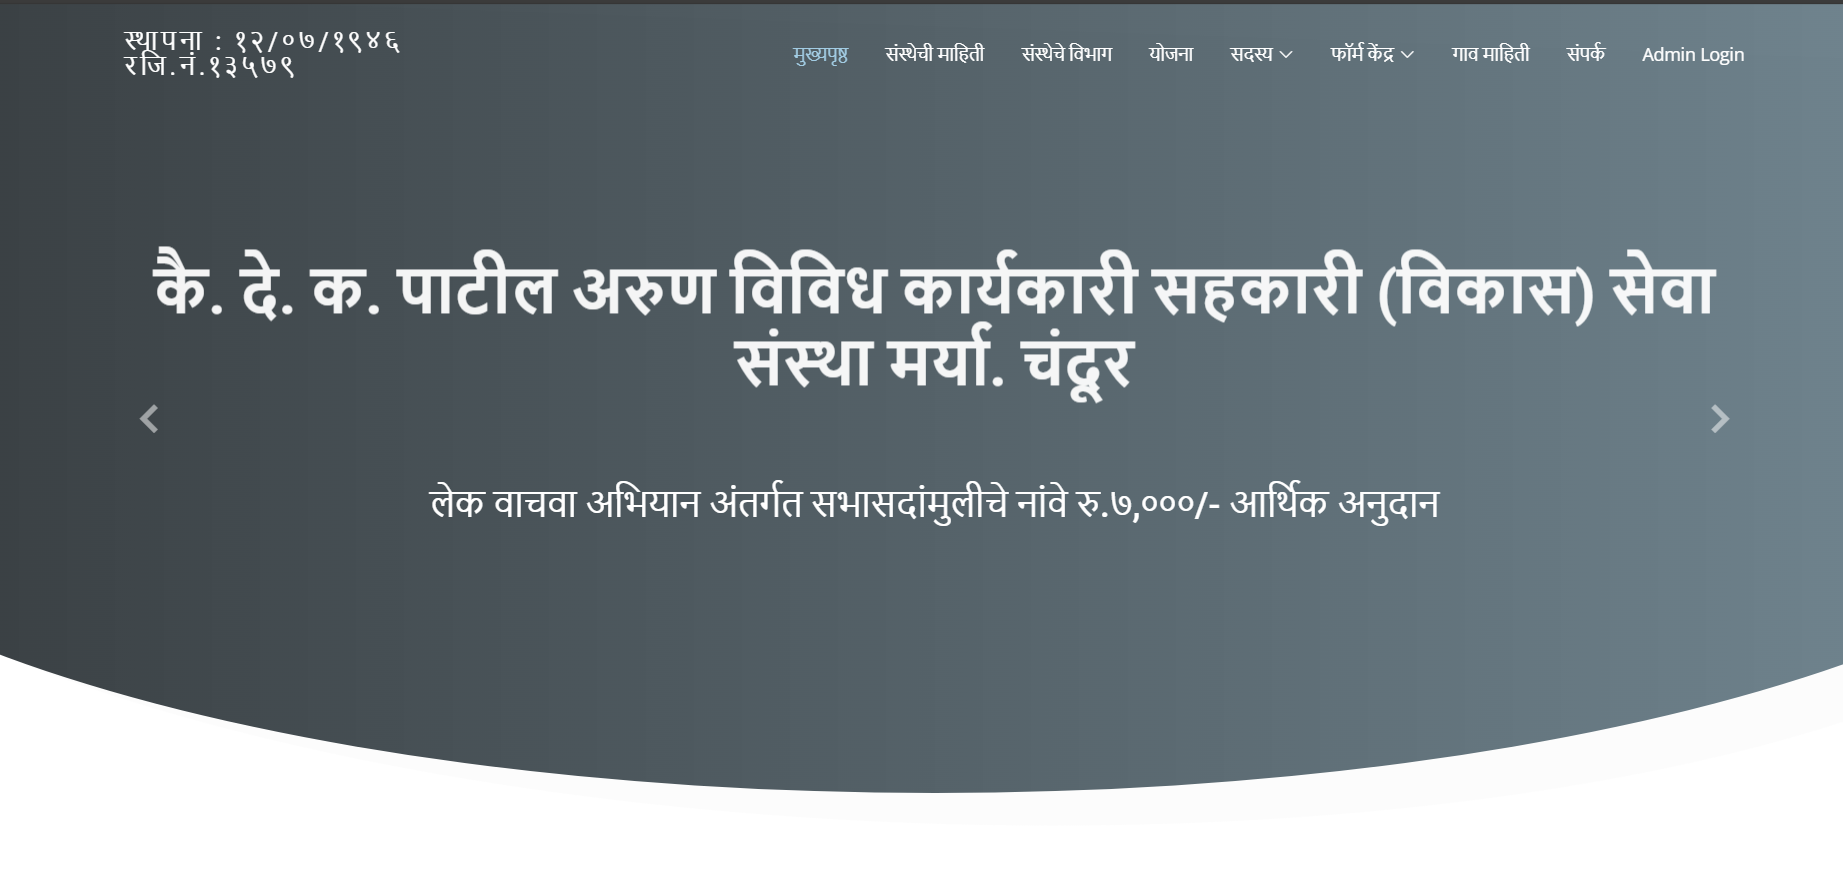 स्थापना : १२/०७/१९४६
रजि.नं.१३५७९
मुख्यपृष्ठ संस्थेची माहिती संस्थेचे विभाग योजना सदस्य फॉर्म केंद्र गाव माहिती संपर्क Admin Login
कै. दे. क. पाटील अरुण विविध कार्यकारी सहकारी (विकास) सेवा
संस्था मर्या. चंदूर
लेक वाचवा अभियान अंतर्गत सभासदांमुलीचे नांवे रु.७,०००/- आर्थिक अनुदान